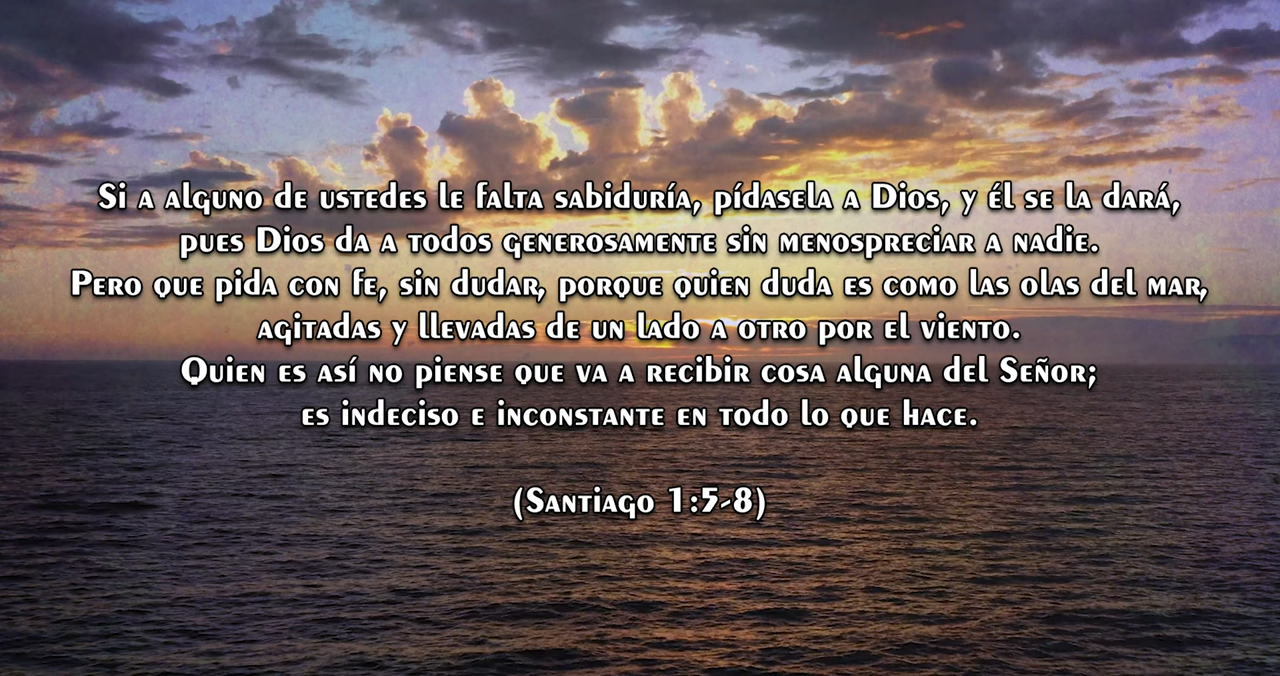 Si a alguno de ustedes le falta sabiduría, pídasela a Dios, y él se la dará,
pues Dios da a todos generosamente sin menospreciar a nadie.
Pero que pida con fe, sin dudar, porque quien duda es como las olas del mar,
agitadas y llevadas de un lado a otro por el viento.
Quien es así no piense que va a recibir cosa alguna del Señor;
es indeciso e inconstante en todo lo que hace.
(Santiago 1:5-8)